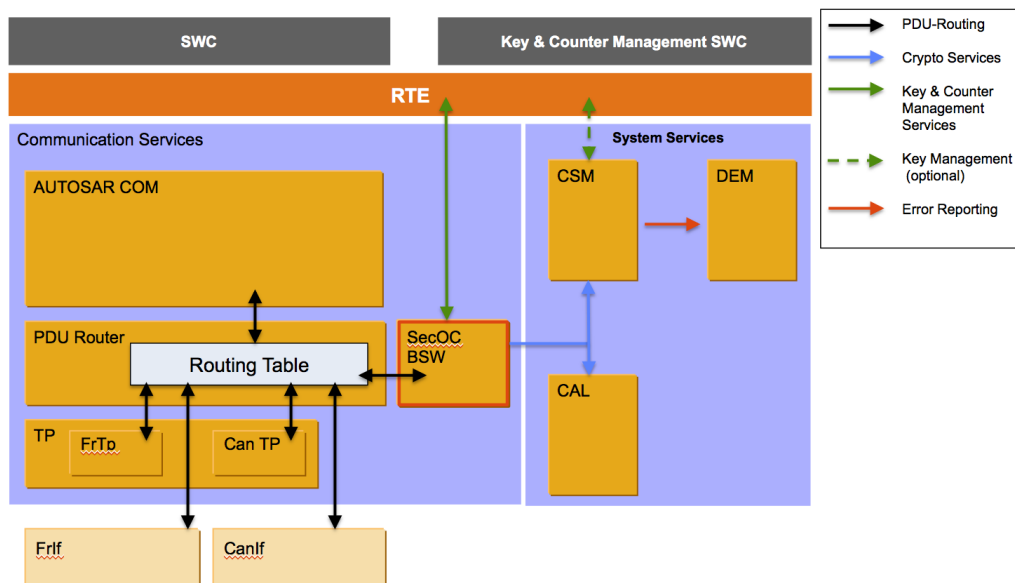 SWC
Key & Counter Management SWC
RTE
Communication Services
AUTOSAR COM
PDU Router
Routing Table
SecOC
BSW
TP
FrTp
Can TP
FrIf
CanIf
System Services
CSM
DEM
CAL
PDU-Routing
Crypto Services
Key & Counter
Management
Services
Key Management
(optional)
Error Reporting